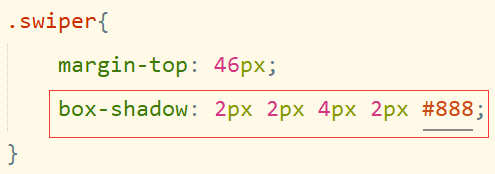 .swiper{
margin-top: 46px;
box-shadow: 2px 2px 4px 2px #888;
}